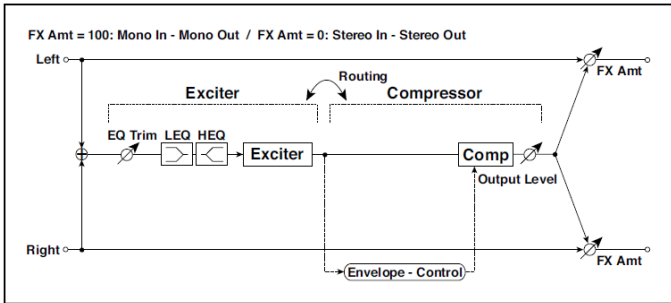 FX Amt = 100: Mono In - Mono Out / FX Amt = 0: Stereo In - Stereo Out
Left
FX Amt
Routing
Exciter
Compressor
EQ Trim
LEQ
HEQ
Exciter
Comp
Output Level
Right
FX Amt
Envelope - Control